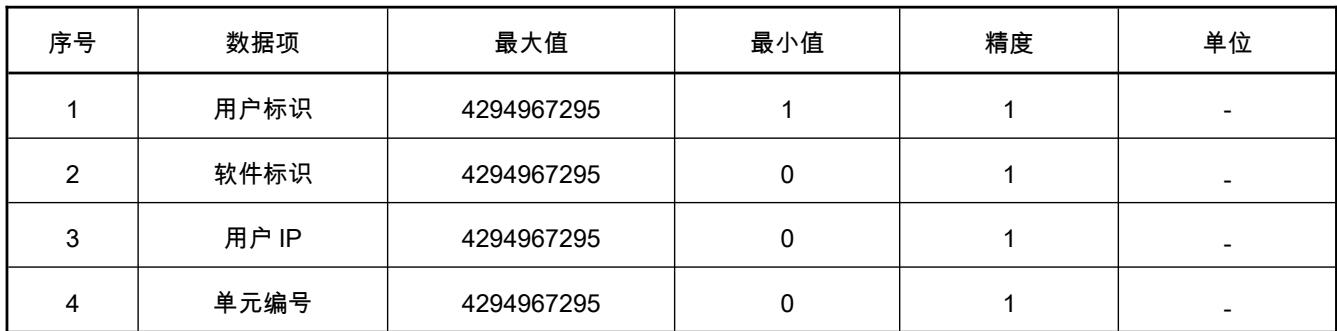 序号 数据项 最大值 最小值 精度 单位
1 用户标识 4294967295 1 1 -
2 软件标识 4294967295 0 1 -
3 用户 IP 4294967295 0 1 -
4 单元编号 4294967295 0 1 -